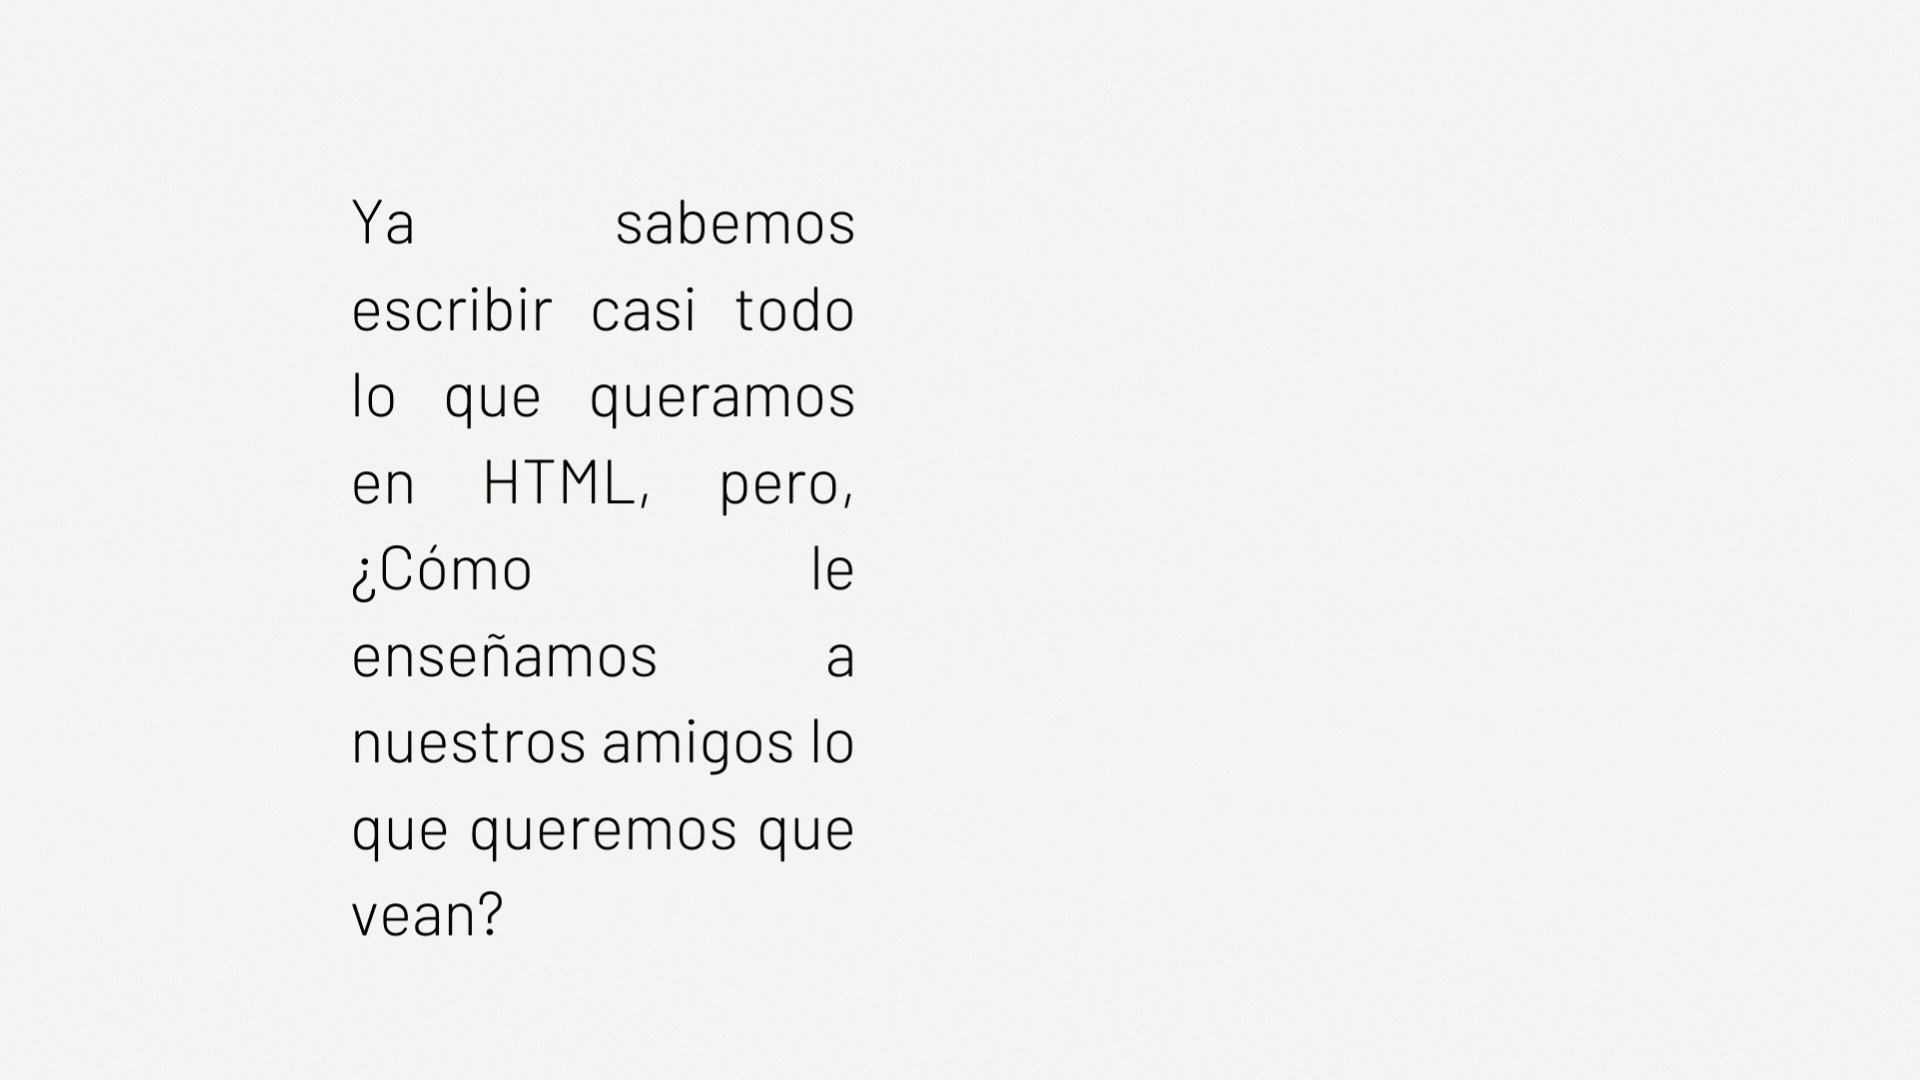 Ya sabemos
escribir casi todo
lo que queramos
en HTML, pero,
¿Cómo le
enseñamos a
nuestros amigos lo
que queremos que
vean?